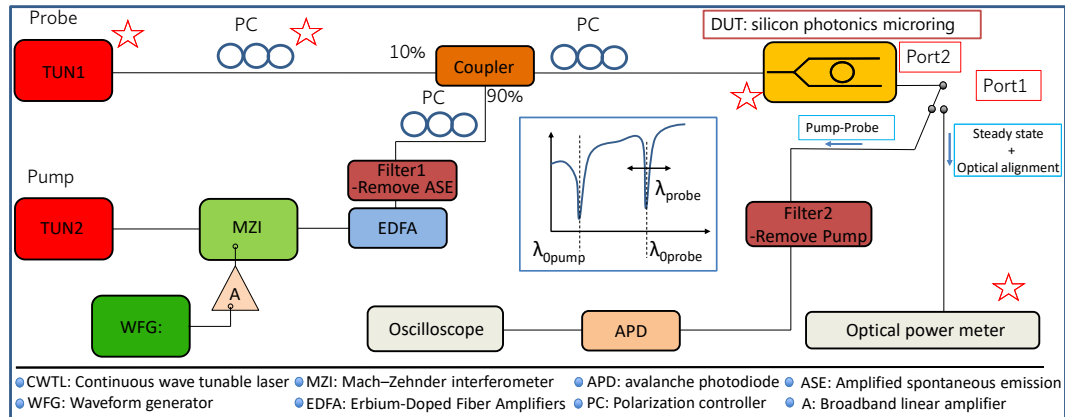 Probe
TUN1
PC
10%
Coupler
PC
90%
PC
DUT: silicon photonics microring
Port2
Port1
Pump-Probe
Steady state
+
Optical alignment
Filter1
-Remove ASE
Pump
TUN2
MZI
EDFA
A
WFG:
λprobe
λ0pump
λ0probe
Filter2
-Remove Pump
Oscilloscope
APD
Optical power meter
CWTL: Continuous wave tunable laser
MZI: Mach–Zehnder interferometer
APD: avalanche photodiode
ASE: Amplified spontaneous emission
WFG: Waveform generator
EDFA: Erbium-Doped Fiber Amplifiers
PC: Polarization controller
A: Broadband linear amplifier